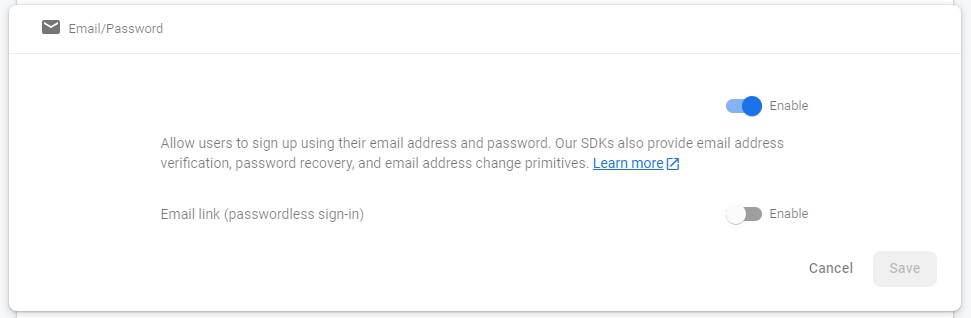 Email/Password
Enable
Allow users to sign up using their email address and password. Our SDKs also provide email address
verification, password recovery, and email address change primitives. Learn more
Email link (passwordless sign-in)
Enable
Cancel
Save